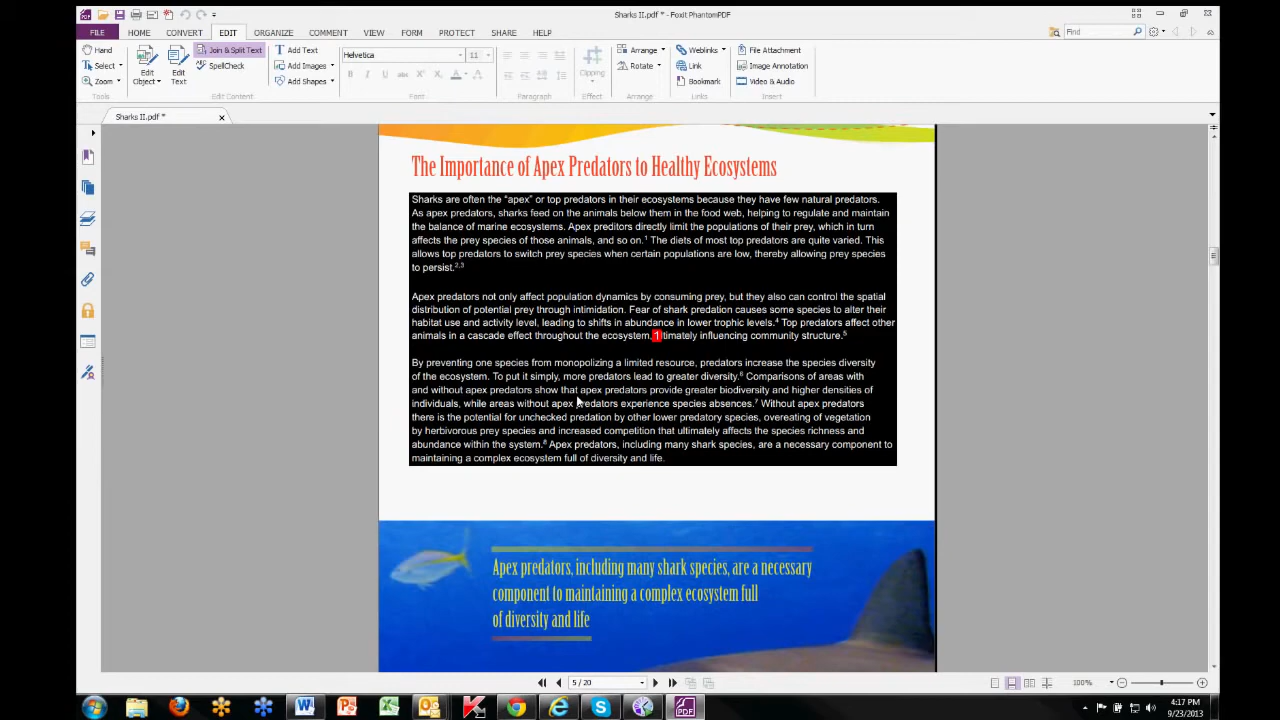 Sharks II.pdf * - Foxit PhantomPDF
FILE HOME CONVERT EDIT ORGANIZE COMMENT VIEW FORM PROTECT SHARE HELP
Find
Hand
Select
Zoom
Tools
Edit Object
Edit Text
Join & Split Text
SpellCheck
Edit Content
Add Text
Add Images
Add Shapes
Helvetica 11
B I U abc X² X₂ A
Font
Paragraph
Clipping
Effect
Arrange
Rotate
Arrange
Weblinks
Link
Bookmark
Links
File Attachment
Image Annotation
Video & Audio
Insert
Sharks II.pdf * x
The Importance of Apex Predators to Healthy Ecosystems
Sharks are often the “apex” or top predators in their ecosystems because they have few natural predators.
As apex predators, sharks feed on the animals below them in the food web, helping to regulate and maintain
the balance of marine ecosystems. Apex preditors directly limit the populations of their prey, which in turn
affects the prey species of those animals, and so on.¹ The diets of most top predators are quite varied. This
allows top predators to switch prey species when certain populations are low, thereby allowing prey species
to persist.²,³
Apex predators not only affect population dynamics by consuming prey, but they also can control the spatial
distribution of potential prey through intimidation. Fear of shark predation causes some species to alter their
habitat use and activity level, leading to shifts in abundance in lower trophic levels.⁴ Top predators affect other
animals in a cascade effect throughout the ecosystem, 1timately influencing community structure.⁵
By preventing one species from monopolizing a limited resource, predators increase the species diversity
of the ecosystem. To put it simply, more predators lead to greater diversity.⁶ Comparisons of areas with
and without apex predators show that apex predators provide greater biodiversity and higher densities of
individuals, while areas without apex predators experience species absences.⁷ Without apex predators
there is the potential for unchecked predation by other lower predatory species, overeating of vegetation
by herbivorous prey species and increased competition that ultimately affects the species richness and
abundance within the system.⁸ Apex predators, including many shark species, are a necessary component to
maintaining a complex ecosystem full of diversity and life.
Apex predators, including many shark species, are a necessary
component to maintaining a complex ecosystem full
of diversity and life
5 / 20
100%
4:17 PM
9/23/2013